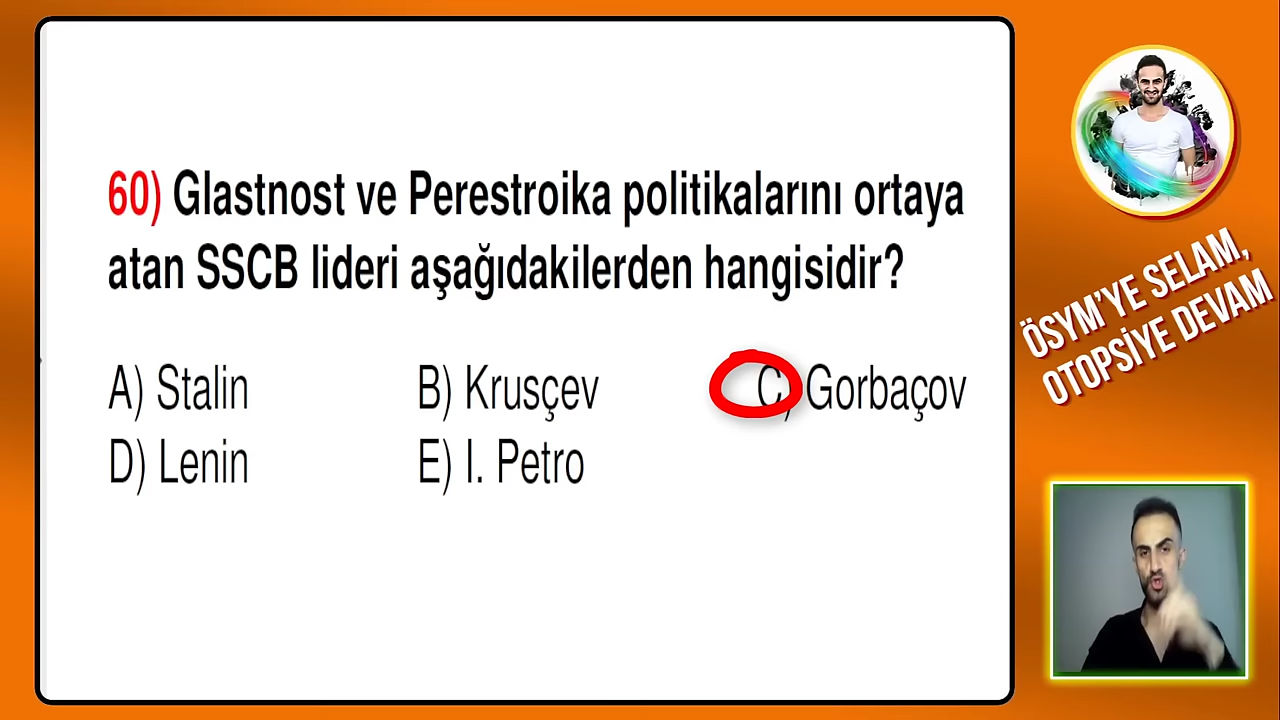 60) Glastnost ve Perestroika politikalarını ortaya
atan SSCB lideri aşağıdakilerden hangisidir?
A) Stalin B) Krusçev C) Gorbaçov
D) Lenin E) I. Petro
ÖSYM'YE SELAM,
OTOPSİYE DEVAM